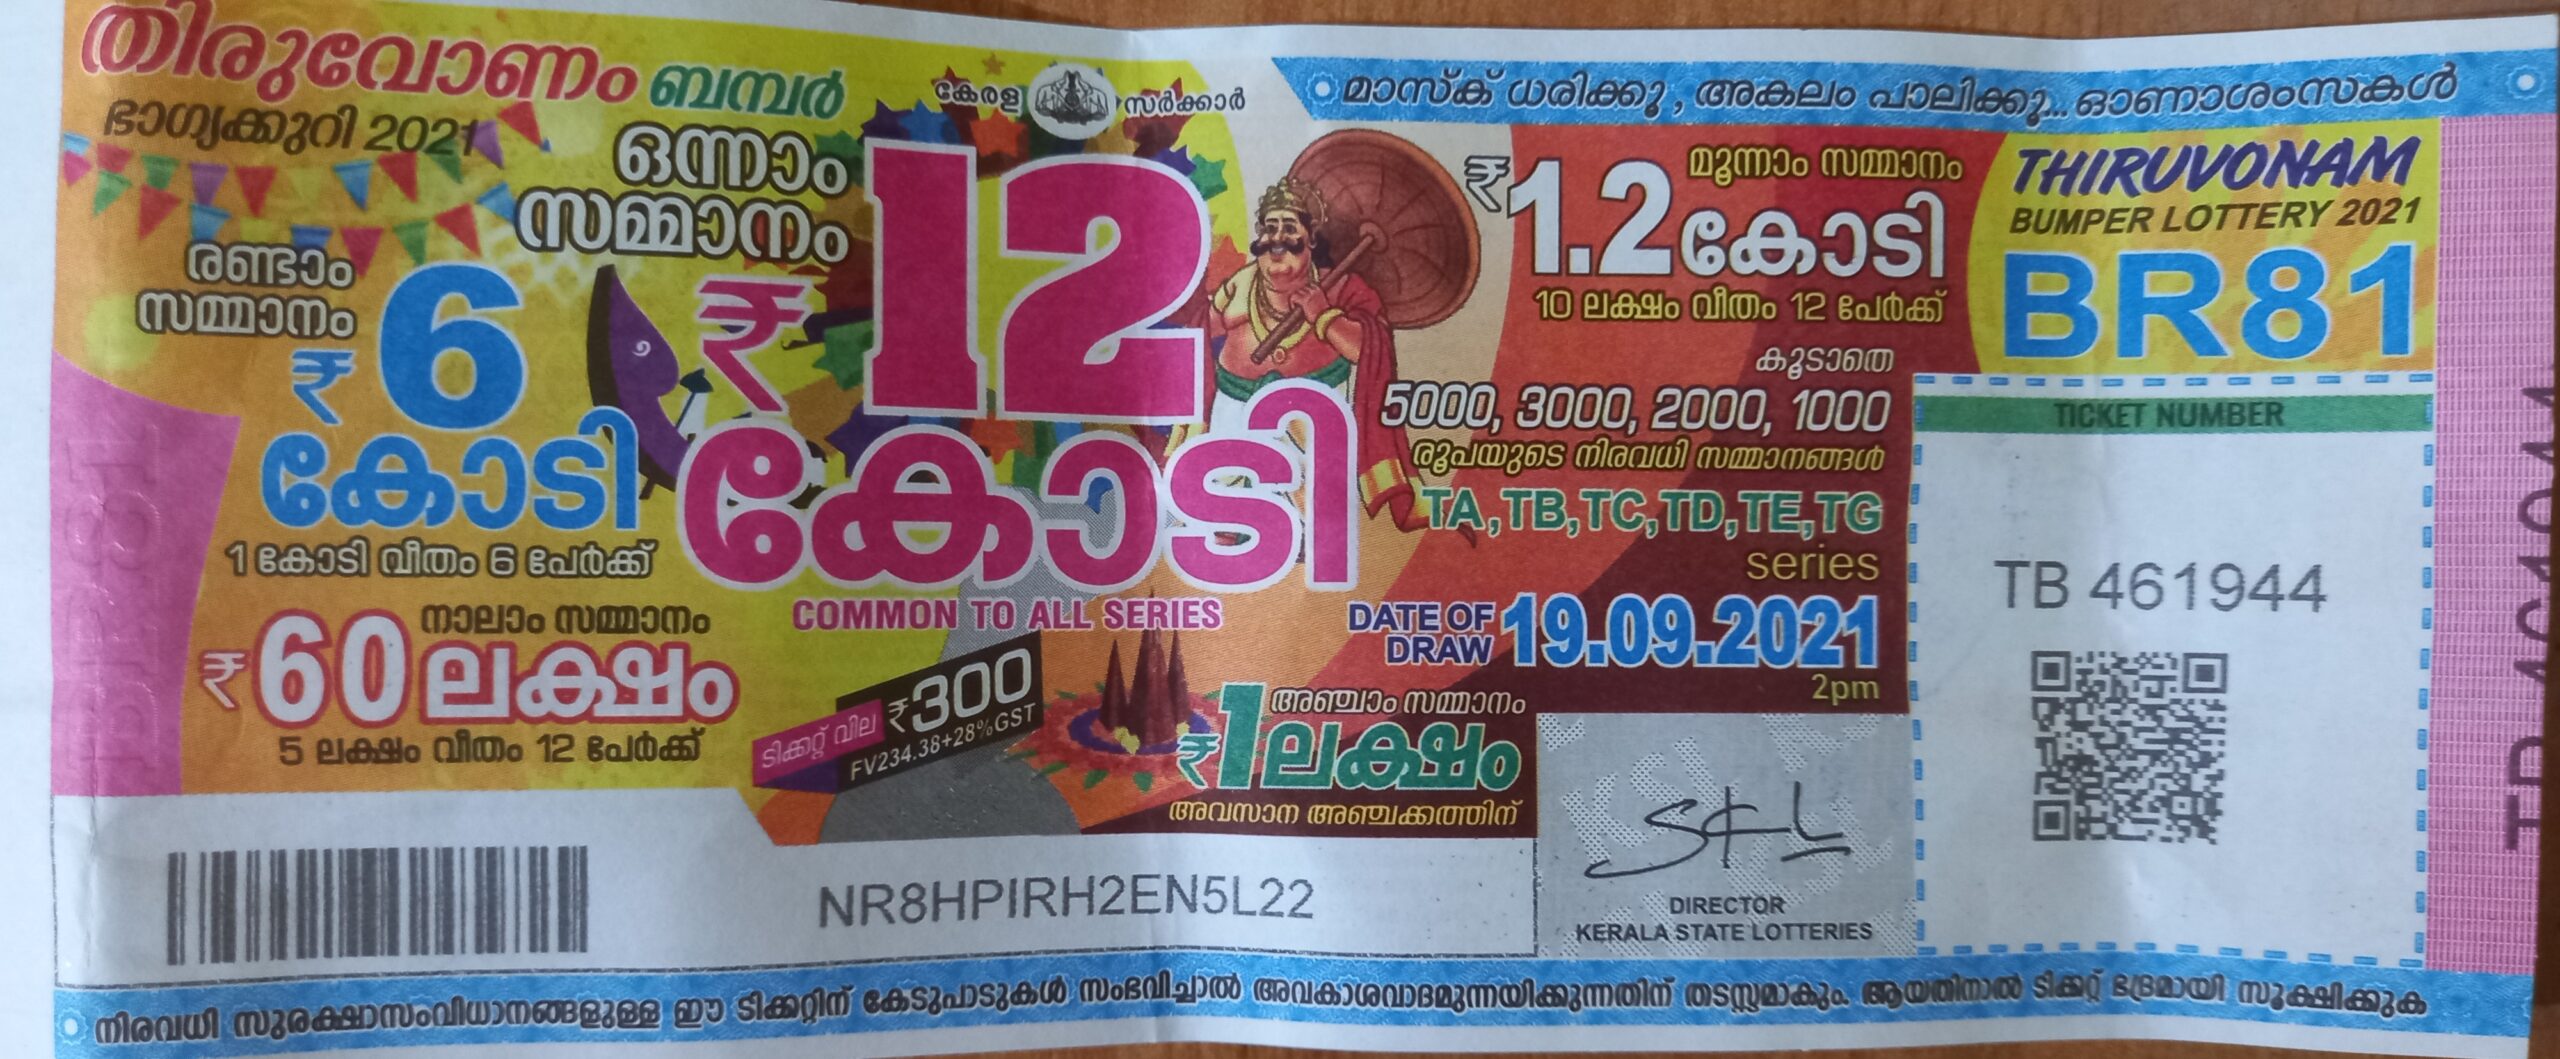 തിരുവോണം ബമ്പർ
ഭാഗ്യക്കുറി 2021
കേരള സർക്കാർ
മാസ്ക് ധരിക്കൂ, അകലം പാലിക്കൂ... ഓണാശംസകൾ
ഒന്നാം
സമ്മാനം
₹12
കോടി
COMMON TO ALL SERIES
രണ്ടാം
സമ്മാനം
₹6
കോടി
1 കോടി വീതം 6 പേർക്ക്
നാലാം സമ്മാനം
₹60 ലക്ഷം
5 ലക്ഷം വീതം 12 പേർക്ക്
ടിക്കറ്റ് വില ₹300
FV234.38+28%GST
മൂന്നാം സമ്മാനം
₹1.2 കോടി
10 ലക്ഷം വീതം 12 പേർക്ക്
കൂടാതെ
5000, 3000, 2000, 1000
രൂപയുടെ നിരവധി സമ്മാനങ്ങൾ
TA,TB,TC,TD,TE,TG
series
DATE OF
DRAW 19.09.2021
2pm
അഞ്ചാം സമ്മാനം
₹1ലക്ഷം
അവസാന അഞ്ചക്കത്തിന്
THIRUVONAM
BUMPER LOTTERY 2021
BR81
TICKET NUMBER
TB 461944
NR8HPIRH2EN5L22
DIRECTOR
KERALA STATE LOTTERIES
നിരവധി സുരക്ഷാസംവിധാനങ്ങളുള്ള ഈ ടിക്കറ്റിന് കേടുപാടുകൾ സംഭവിച്ചാൽ അവകാശവാദമുന്നയിക്കുന്നതിന് തടസ്സമാകും. ആയതിനാൽ ടിക്കറ്റ് ഭദ്രമായി സൂക്ഷിക്കുക